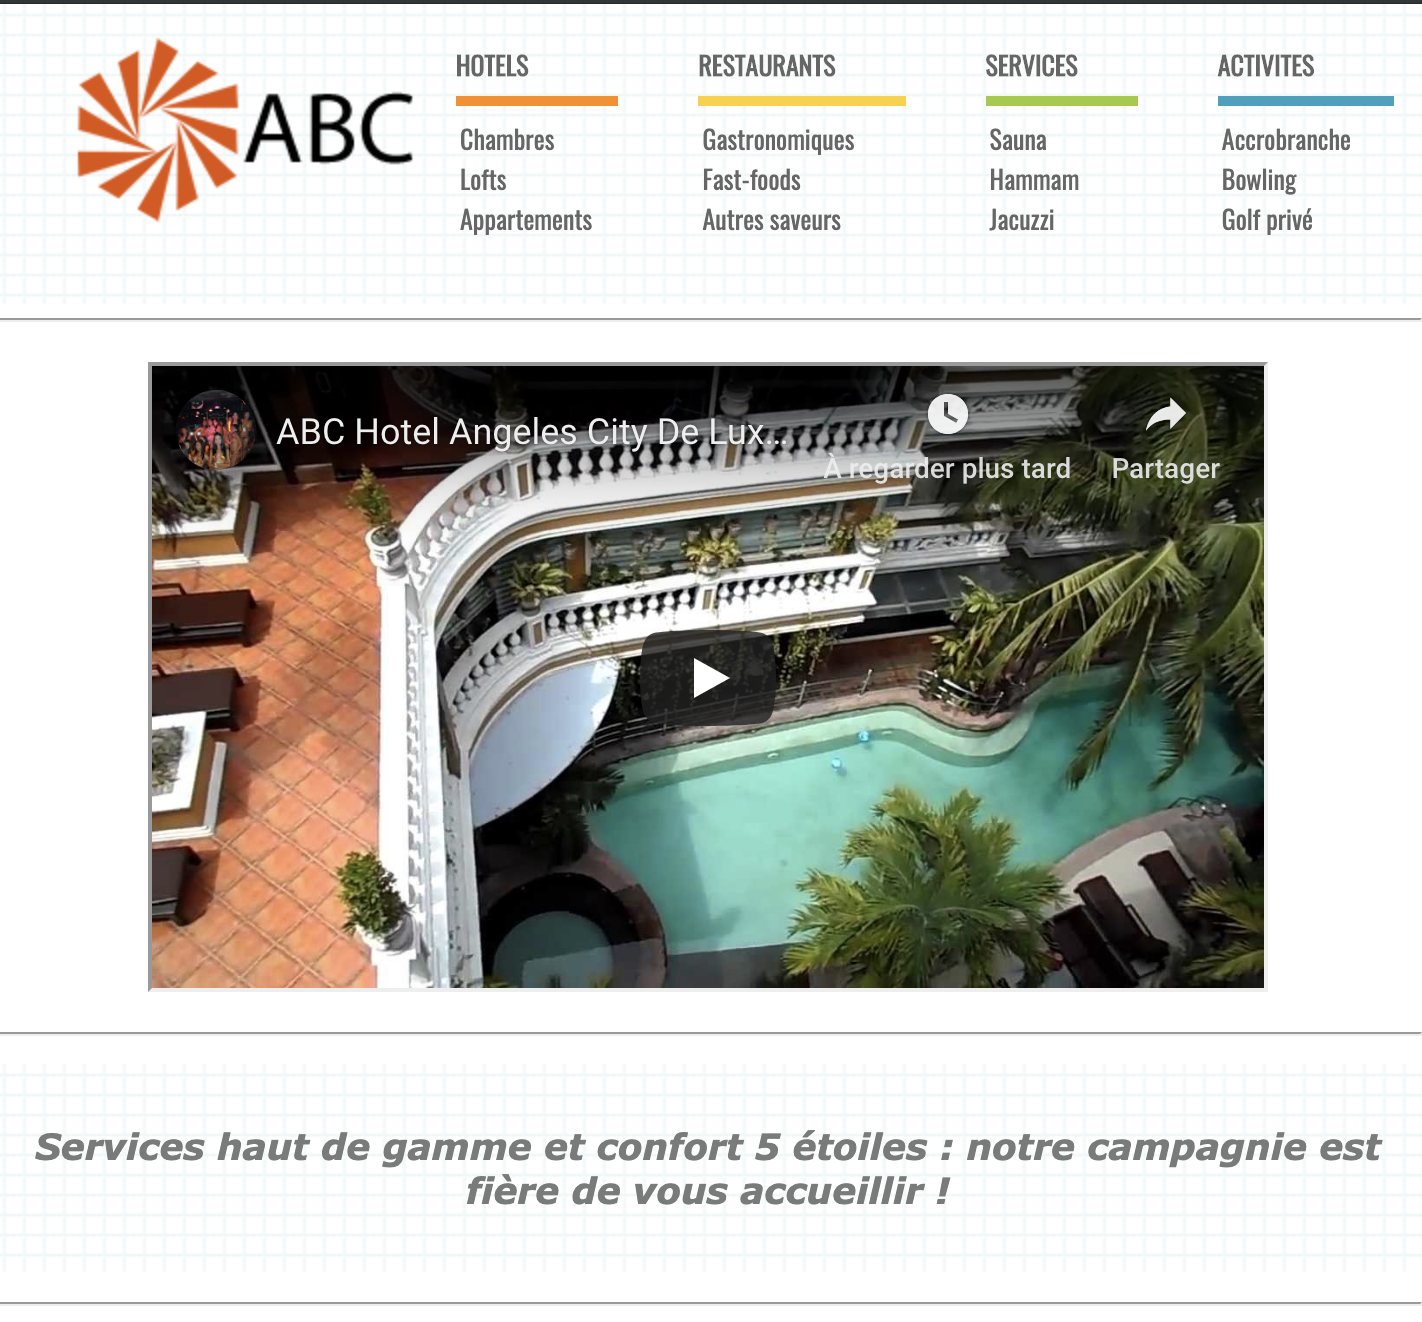 ABC
HOTELS
Chambres
Lofts
Appartements
RESTAURANTS
Gastronomiques
Fast-foods
Autres saveurs
SERVICES
Sauna
Hammam
Jacuzzi
ACTIVITES
Accrobranche
Bowling
Golf privé
ABC Hotel Angeles City De Lux…
À regarder plus tard
Partager
Services haut de gamme et confort 5 étoiles : notre campagnie est
fière de vous accueillir !